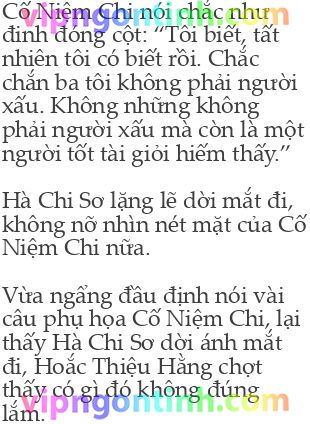 Cố Niệm Chi nói chắc như
đinh đóng cột: “Tôi biết, tất
nhiên tôi có biết rồi. Chắc
chắn ba tôi không phải người
xấu. Không những không
phải người xấu mà còn là một
người tốt tài giỏi hiếm thấy.”
Hà Chi Sơ lặng lẽ dời mắt đi,
không nỡ nhìn nét mặt của Cố
Niệm Chi nữa.
Vừa ngẩng đầu định nói vài
câu phụ họa Cố Niệm Chi, lại
thấy Hà Chi Sơ dời ánh mắt
đi, Hoắc Thiệu Hằng chợt
thấy có gì đó không đúng
lắm.
vipngontinh.com
vipngontinh.com